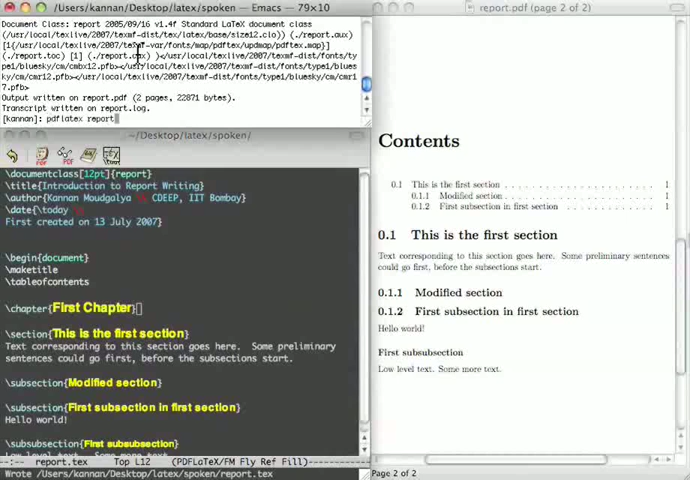 kannan@ ... /Desktop/ ... Emacs — 79×10
Document Class: report 2005/09/16 v1.4f Standard LaTeX document class
(/usr/local/texlive/2007/texmf-dist/tex/latex/base/size12.clo)) (./report.aux)
[1{/usr/local/texlive/2007/texmf-var/fonts/map/pdftex/updmap/pdftex.map}]
(./report.toc) [1] (./report.aux) )</usr/local/texlive/2007/texmf-dist/fonts/ty
pe1/bluesky/cm/cmbx12.pfb></usr/local/texlive/2007/texmf-dist/fonts/type1/blues
ky/cm/cmr12.pfb></usr/local/texlive/2007/texmf-dist/fonts/type1/bluesky/cm/cmr1
7.pfb>
Output written on report.pdf (2 pages, 22871 bytes).
Transcript written on report.log.
[kannan]: pdflatex report
~/Desktop/latex/spoken/
\documentclass[12pt]{report}
\title{Introduction to Report Writing}
\author{Kannan Moudgalya \\ CDEEP, IIT Bombay}
\date{\today \\
First created on 13 July 2007}
\begin{document}
\maketitle
\tableofcontents
\chapter{First Chapter}
\section{This is the first section}
Text corresponding to this section goes here. Some preliminary
sentences could go first, before the subsections start.
\subsection{Modified section}
\subsection{First subsection in first section}
Hello world!
\subsubsection{First subsubsection}
Low level text. Some more text.
-:-- report.tex Top L12 (PDFLaTeX/FM Fly Ref Fill)
Wrote /Users/kannan/Desktop/latex/spoken/report.tex
report.pdf (page 2 of 2)
Contents
0.1 This is the first section . . . . . . . . . . . . . . . . . . . . 1
0.1.1 Modified section . . . . . . . . . . . . . . . . . . . . 1
0.1.2 First subsection in first section . . . . . . . . . . . . 1
0.1 This is the first section
Text corresponding to this section goes here. Some preliminary sentences
could go first, before the subsections start.
0.1.1 Modified section
0.1.2 First subsection in first section
Hello world!
First subsubsection
Low level text. Some more text.
Page 2 of 2